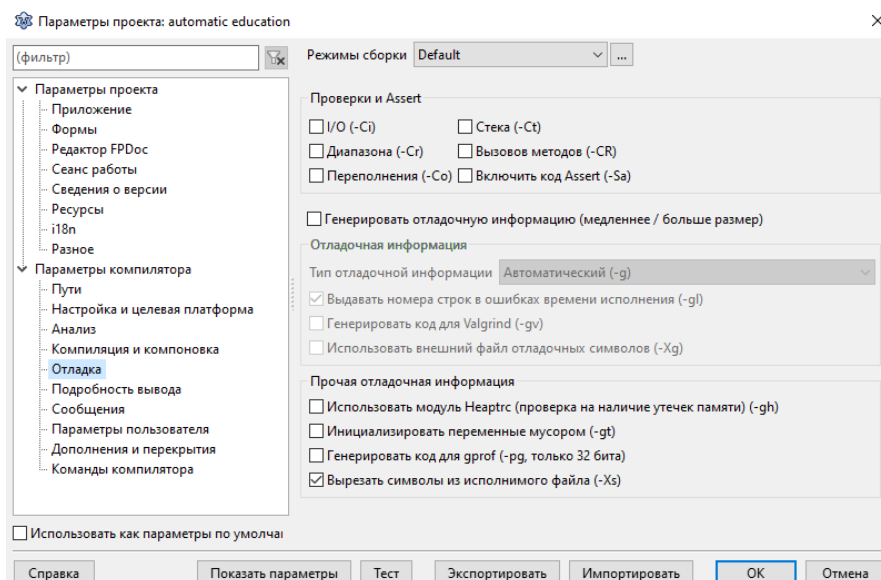 Параметры проекта: automatic education
(фильтр)
Режимы сборки Default ...
Параметры проекта
Приложение
Формы
Редактор FPDoc
Сеанс работы
Сведения о версии
Ресурсы
i18n
Разное
Параметры компилятора
Пути
Настройка и целевая платформа
Анализ
Компиляция и компоновка
Отладка
Подробность вывода
Сообщения
Параметры пользователя
Дополнения и перекрытия
Команды компилятора
Проверки и Assert
I/O (-Ci) Стека (-Ct)
Диапазона (-Cr) Вызовов методов (-CR)
Переполнения (-Co) Включить код Assert (-Sa)
Генерировать отладочную информацию (медленнее / больше размер)
Отладочная информация
Тип отладочной информации Автоматический (-g)
Выдавать номера строк в ошибках времени исполнения (-gl)
Генерировать код для Valgrind (-gv)
Использовать внешний файл отладочных символов (-Xg)
Прочая отладочная информация
Использовать модуль Heaptrc (проверка на наличие утечек памяти) (-gh)
Инициализировать переменные мусором (-gt)
Генерировать код для gprof (-pg, только 32 бита)
Вырезать символы из исполнимого файла (-Xs)
Использовать как параметры по умолчаі
Справка Показать параметры Тест Экспортировать Импортировать OK Отмена